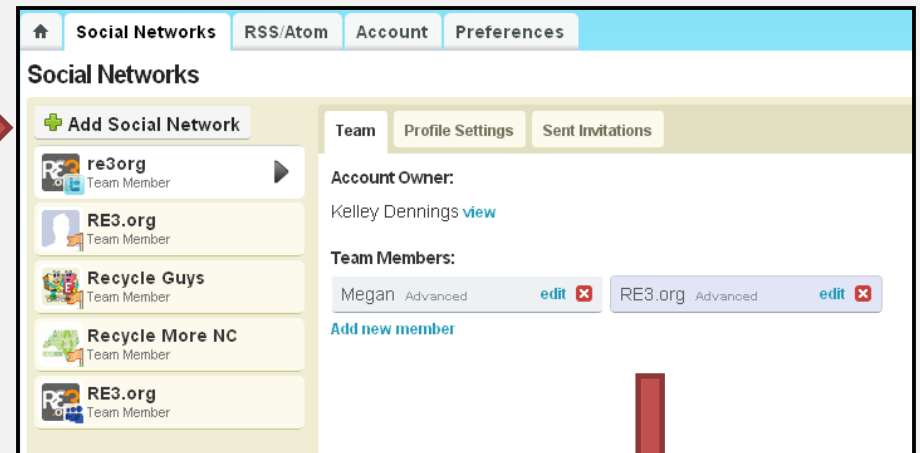 Social Networks RSS/Atom Account Preferences
Social Networks
Add Social Network
re3org
Team Member
RE3.org
Team Member
Recycle Guys
Team Member
Recycle More NC
Team Member
RE3.org
Team Member
Team Profile Settings Sent Invitations
Account Owner:
Kelley Dennings view
Team Members:
Megan Advanced edit RE3.org Advanced edit
Add new member